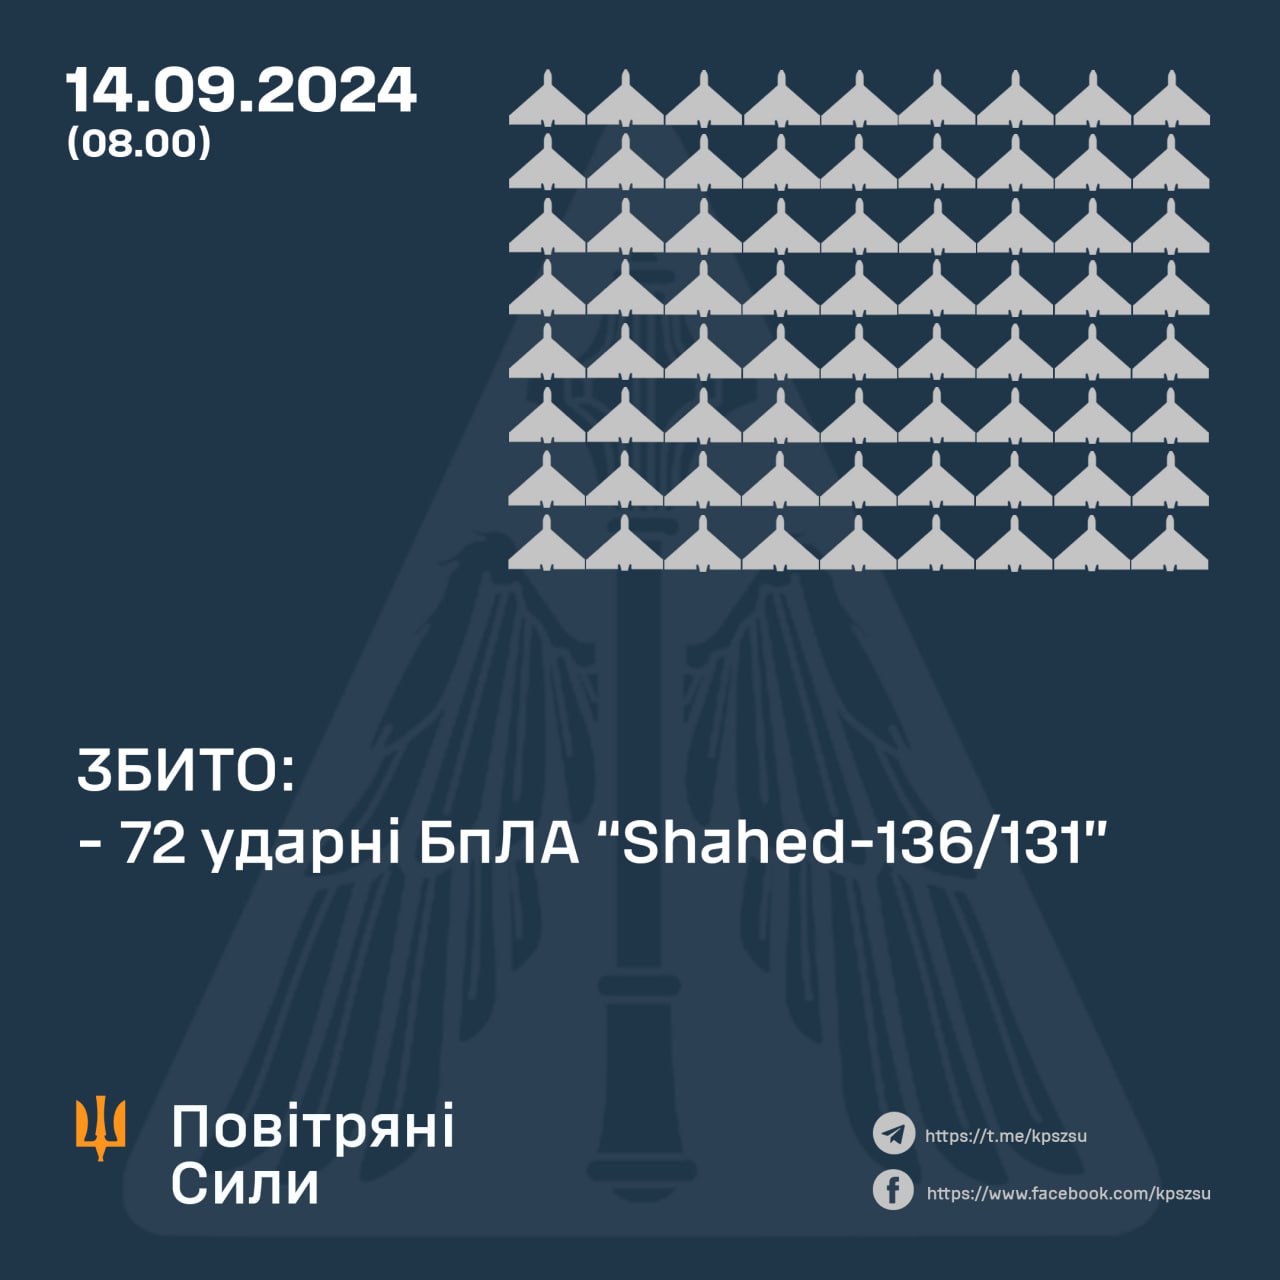 14.09.2024
(08.00)
ЗБИТО:
- 72 ударні БпЛА “Shahed-136/131”
Повітряні
Сили
https://t.me/kpszsu
https://www.facebook.com/kpszsu